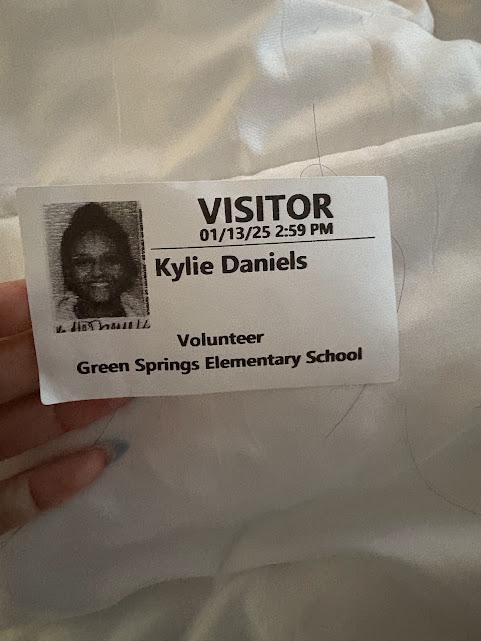 VISITOR
01/13/25 2:59 PM
Kylie Daniels
Volunteer
Green Springs Elementary School